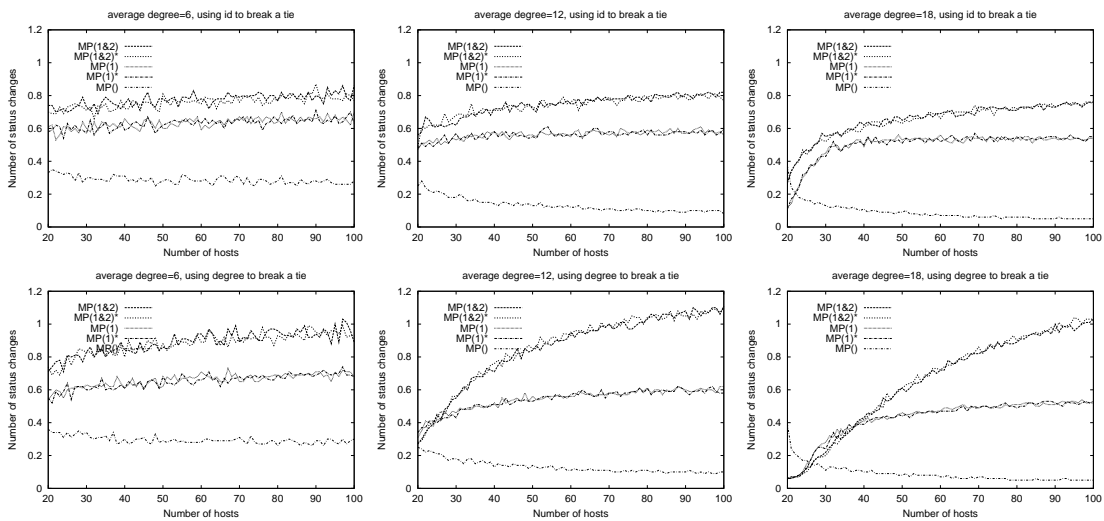 average degree=6, using id to break a tie
Number of status changes
1.2
1
0.8
0.6
0.4
0.2
0
MP(1&2)
MP(1&2)*
MP(1)
MP(1)*
MP()
20 30 40 50 60 70 80 90 100
Number of hosts
average degree=12, using id to break a tie
Number of status changes
1.2
1
0.8
0.6
0.4
0.2
0
MP(1&2)
MP(1&2)*
MP(1)
MP(1)*
MP()
20 30 40 50 60 70 80 90 100
Number of hosts
average degree=18, using id to break a tie
Number of status changes
1.2
1
0.8
0.6
0.4
0.2
0
MP(1&2)
MP(1&2)*
MP(1)
MP(1)*
MP()
20 30 40 50 60 70 80 90 100
Number of hosts
average degree=6, using degree to break a tie
Number of status changes
1.2
1
0.8
0.6
0.4
0.2
0
MP(1&2)
MP(1&2)*
MP(1)
MP(1)*
MP()
20 30 40 50 60 70 80 90 100
Number of hosts
average degree=12, using degree to break a tie
Number of status changes
1.2
1
0.8
0.6
0.4
0.2
0
MP(1&2)
MP(1&2)*
MP(1)
MP(1)*
MP()
20 30 40 50 60 70 80 90 100
Number of hosts
average degree=18, using degree to break a tie
Number of status changes
1.2
1
0.8
0.6
0.4
0.2
0
MP(1&2)
MP(1&2)*
MP(1)
MP(1)*
MP()
20 30 40 50 60 70 80 90 100
Number of hosts